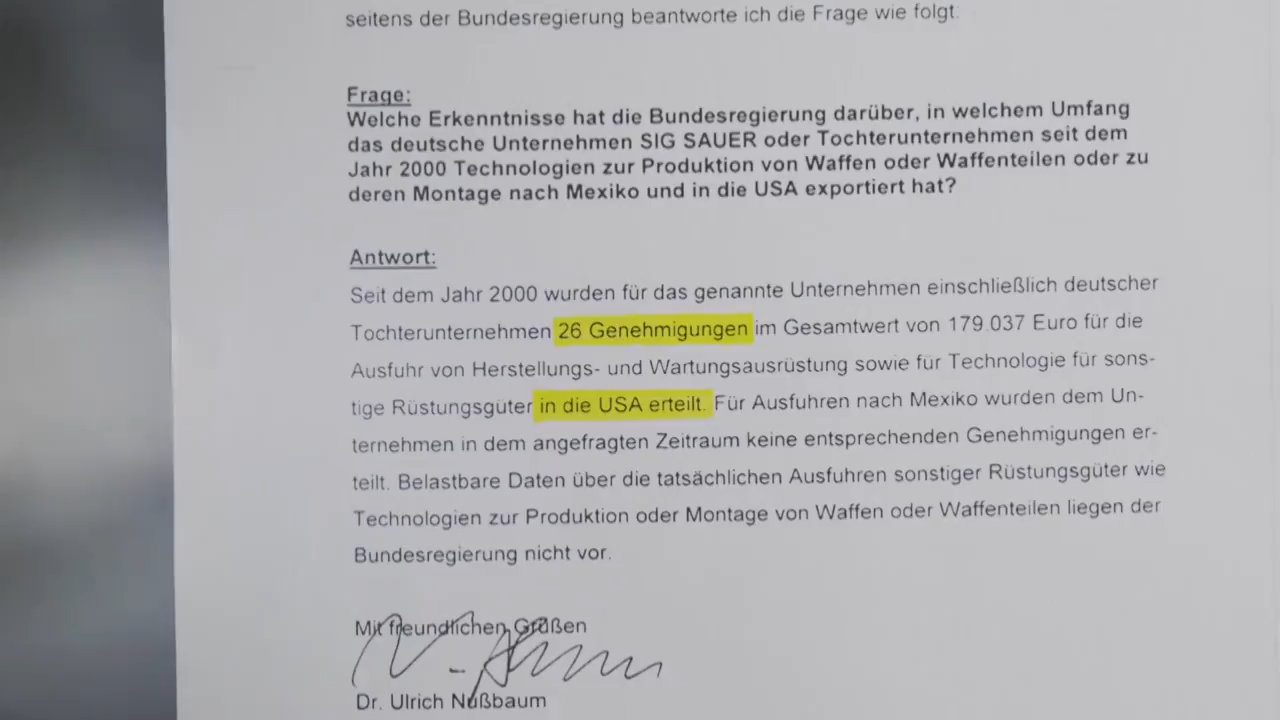 seitens der Bundesregierung beantworte ich die Frage wie folgt:
Frage:
Welche Erkenntnisse hat die Bundesregierung darüber, in welchem Umfang
das deutsche Unternehmen SIG SAUER oder Tochterunternehmen seit dem
Jahr 2000 Technologien zur Produktion von Waffen oder Waffenteilen oder zu
deren Montage nach Mexiko und in die USA exportiert hat?
Antwort:
Seit dem Jahr 2000 wurden für das genannte Unternehmen einschließlich deutscher
Tochterunternehmen 26 Genehmigungen im Gesamtwert von 179.037 Euro für die
Ausfuhr von Herstellungs- und Wartungsausrüstung sowie für Technologie für sons-
tige Rüstungsgüter in die USA erteilt. Für Ausfuhren nach Mexiko wurden dem Un-
ternehmen in dem angefragten Zeitraum keine entsprechenden Genehmigungen er-
teilt. Belastbare Daten über die tatsächlichen Ausfuhren sonstiger Rüstungsgüter wie
Technologien zur Produktion oder Montage von Waffen oder Waffenteilen liegen der
Bundesregierung nicht vor.
Mit freundlichen Grüßen
Dr. Ulrich Nußbaum